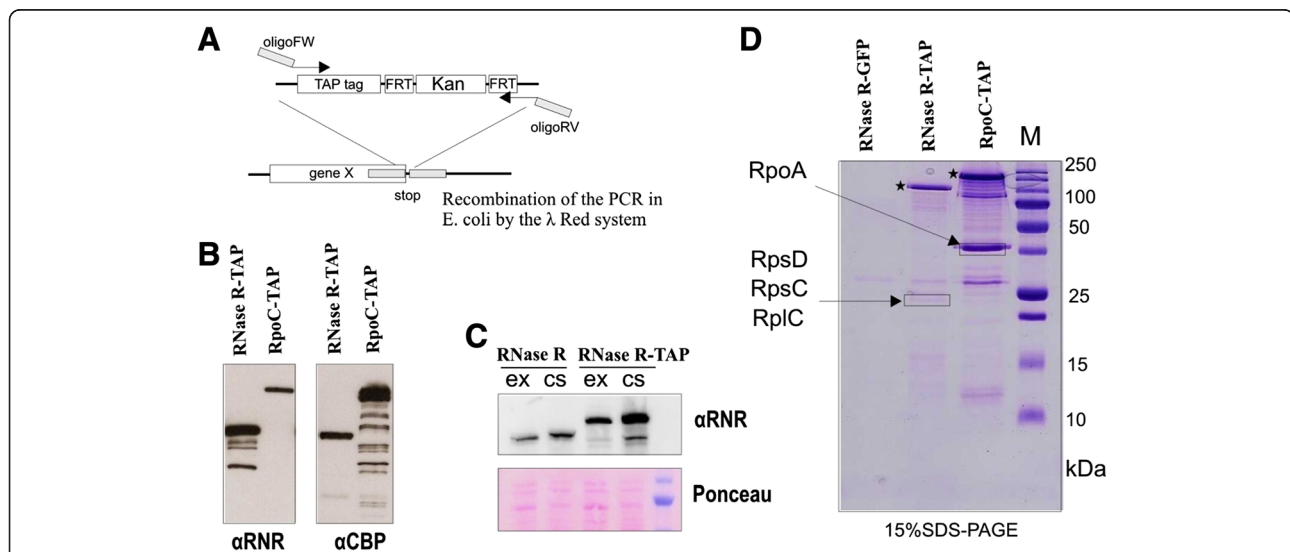 A
oligoFW
TAP tag
FRT
Kan
FRT
oligoRV
gene X
stop
Recombination of the PCR in
E. coli by the λ Red system
B
RNase R-TAP
RpoC-TAP
RNase R-TAP
RpoC-TAP
αRNR
αCBP
C
RNase R
RNase R-TAP
ex
cs
ex
cs
αRNR
Ponceau
D
RNase R-GFP
RNase R-TAP
RpoC-TAP
M
RpoA
RpsD
RpsC
RplC
250
100
50
25
15
10
kDa
15%SDS-PAGE